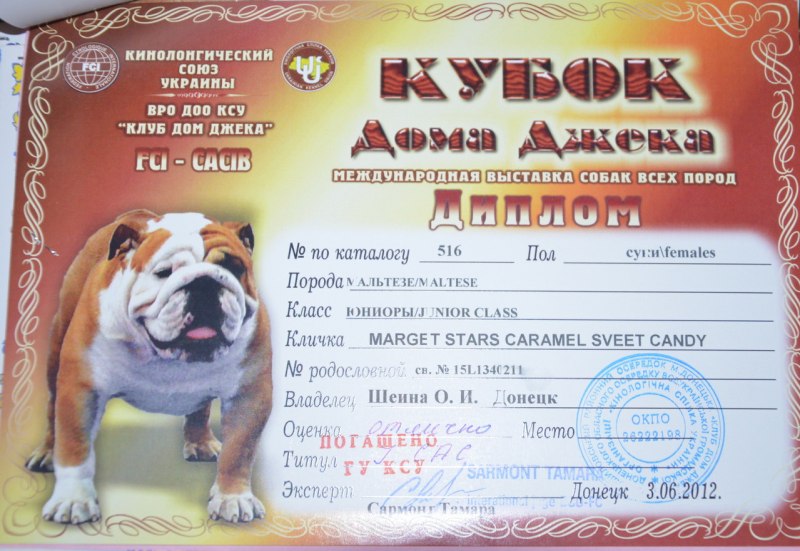 FCI
КИНОЛОНГИЧЕСКИЙ
СОЮЗ
УКРАИНЫ
ВРО ДОО КСУ
"КЛУБ ДОМ ДЖЕКА"
FCI - CACIB
КУБОК
Дома Джека
МЕЖДУНАРОДНАЯ ВЫСТАВКА СОБАК ВСЕХ ПОРОД
Диплом
№ по каталогу 516 Пол суки\females
Порода МАЛЬТЕЗЕ/MALTESE
Класс ЮНИОРЫ/JUNIOR CLASS
Кличка MARGET STARS CARAMEL SVEET CANDY
№ родословной св. № 15L1340211
Владелец Шеина О. И. Донецк
Оценка отлично Место
ПОГАШЕНО
Титул CAC
ГУ КСУ
SARMONT TAMARA
Эксперт Донецк 3.06.2012.
Сармонт Тамара
ОКПО